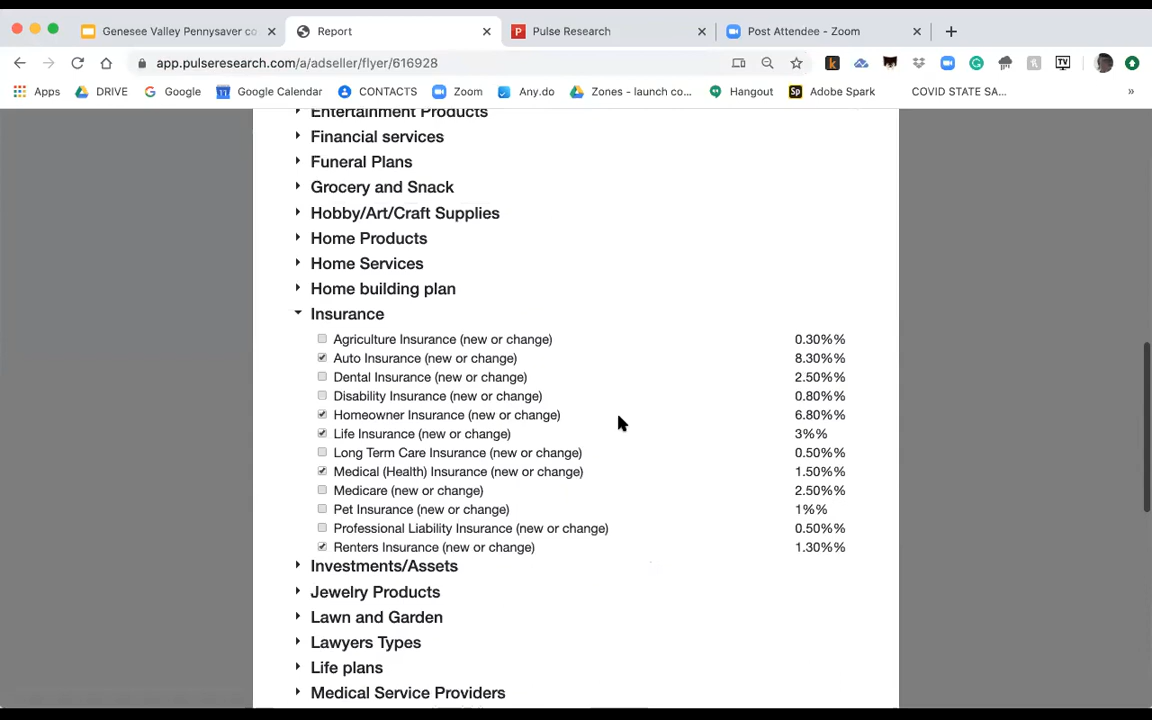 Genesee Valley Pennysaver co
Report
Pulse Research
Post Attendee - Zoom
app.pulseresearch.com/a/adseller/flyer/616928
Apps
DRIVE
Google
Google Calendar
CONTACTS
Zoom
Any.do
Zones - launch co...
Hangout
Adobe Spark
COVID STATE SA...
Entertainment Products
Financial services
Funeral Plans
Grocery and Snack
Hobby/Art/Craft Supplies
Home Products
Home Services
Home building plan
Insurance
Agriculture Insurance (new or change) 0.30%%
Auto Insurance (new or change) 8.30%%
Dental Insurance (new or change) 2.50%%
Disability Insurance (new or change) 0.80%%
Homeowner Insurance (new or change) 6.80%%
Life Insurance (new or change) 3%%
Long Term Care Insurance (new or change) 0.50%%
Medical (Health) Insurance (new or change) 1.50%%
Medicare (new or change) 2.50%%
Pet Insurance (new or change) 1%%
Professional Liability Insurance (new or change) 0.50%%
Renters Insurance (new or change) 1.30%%
Investments/Assets
Jewelry Products
Lawn and Garden
Lawyers Types
Life plans
Medical Service Providers